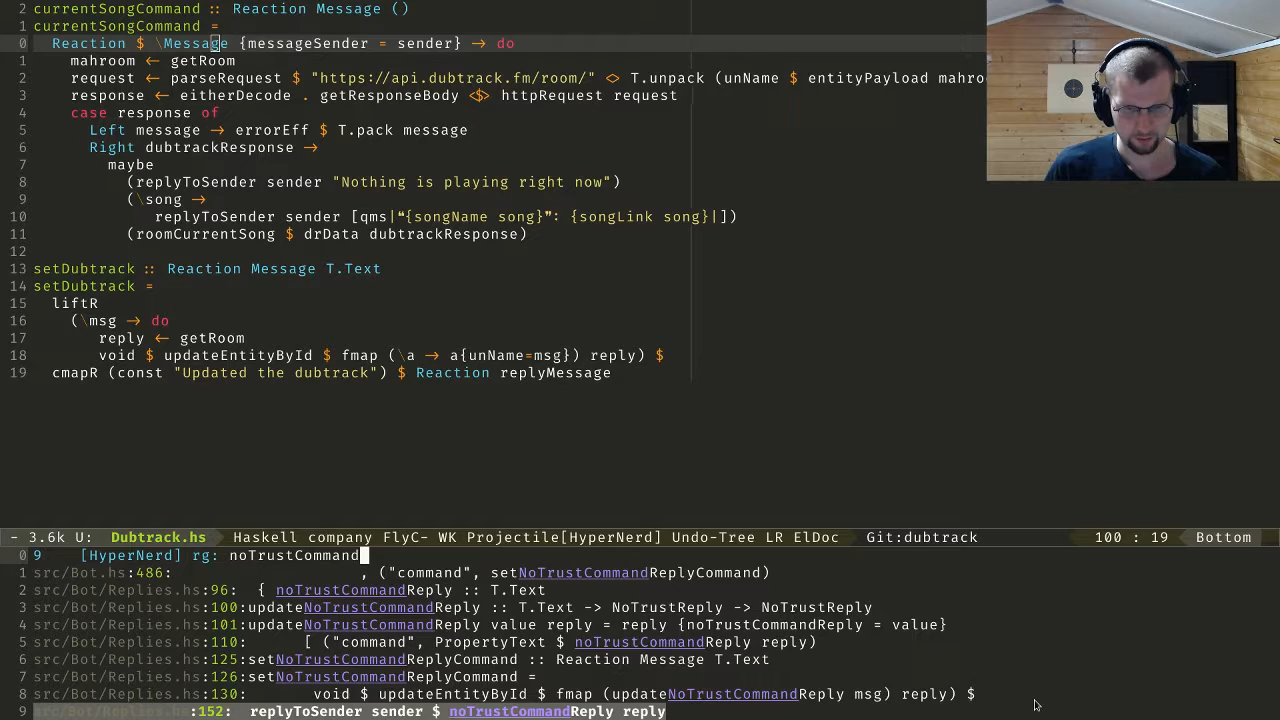 2 currentSongCommand :: Reaction Message ()
1 currentSongCommand =
0 Reaction $ \Message {messageSender = sender} → do
1 mahroom ← getRoom
2 request ← parseRequest $ "https://api.dubtrack.fm/room/" <> T.unpack (unName $ entityPayload mahroo
3 response ← eitherDecode . getResponseBody <$> httpRequest request
4 case response of
5 Left message → errorEff $ T.pack message
6 Right dubtrackResponse →
7 maybe
8 (replyToSender sender "Nothing is playing right now")
9 (\song →
10 replyToSender sender [qms|❝{songName song}❞: {songLink song}|])
11 (roomCurrentSong $ drData dubtrackResponse)
12
13 setDubtrack :: Reaction Message T.Text
14 setDubtrack =
15 liftR
16 (\msg → do
17 reply ← getRoom
18 void $ updateEntityById $ fmap (\a → a{unName=msg}) reply) $
19 cmapR (const "Updated the dubtrack") $ Reaction replyMessage
- 3.6k U: Dubtrack.hs Haskell company FlyC- WK Projectile[HyperNerd] Undo-Tree LR ElDoc Git:dubtrack 100 : 19 Bottom
0 9 [HyperNerd] rg: noTrustCommand
1 src/Bot.hs:486: , ("command", setNoTrustCommandReplyCommand)
2 src/Bot/Replies.hs:96: { noTrustCommandReply :: T.Text
3 src/Bot/Replies.hs:100:updateNoTrustCommandReply :: T.Text -> NoTrustReply -> NoTrustReply
4 src/Bot/Replies.hs:101:updateNoTrustCommandReply value reply = reply {noTrustCommandReply = value}
5 src/Bot/Replies.hs:110: [ ("command", PropertyText $ noTrustCommandReply reply)
6 src/Bot/Replies.hs:125:setNoTrustCommandReplyCommand :: Reaction Message T.Text
7 src/Bot/Replies.hs:126:setNoTrustCommandReplyCommand =
8 src/Bot/Replies.hs:130: void $ updateEntityById $ fmap (updateNoTrustCommandReply msg) reply) $
9 src/Bot/Replies.hs:152: replyToSender sender $ noTrustCommandReply reply